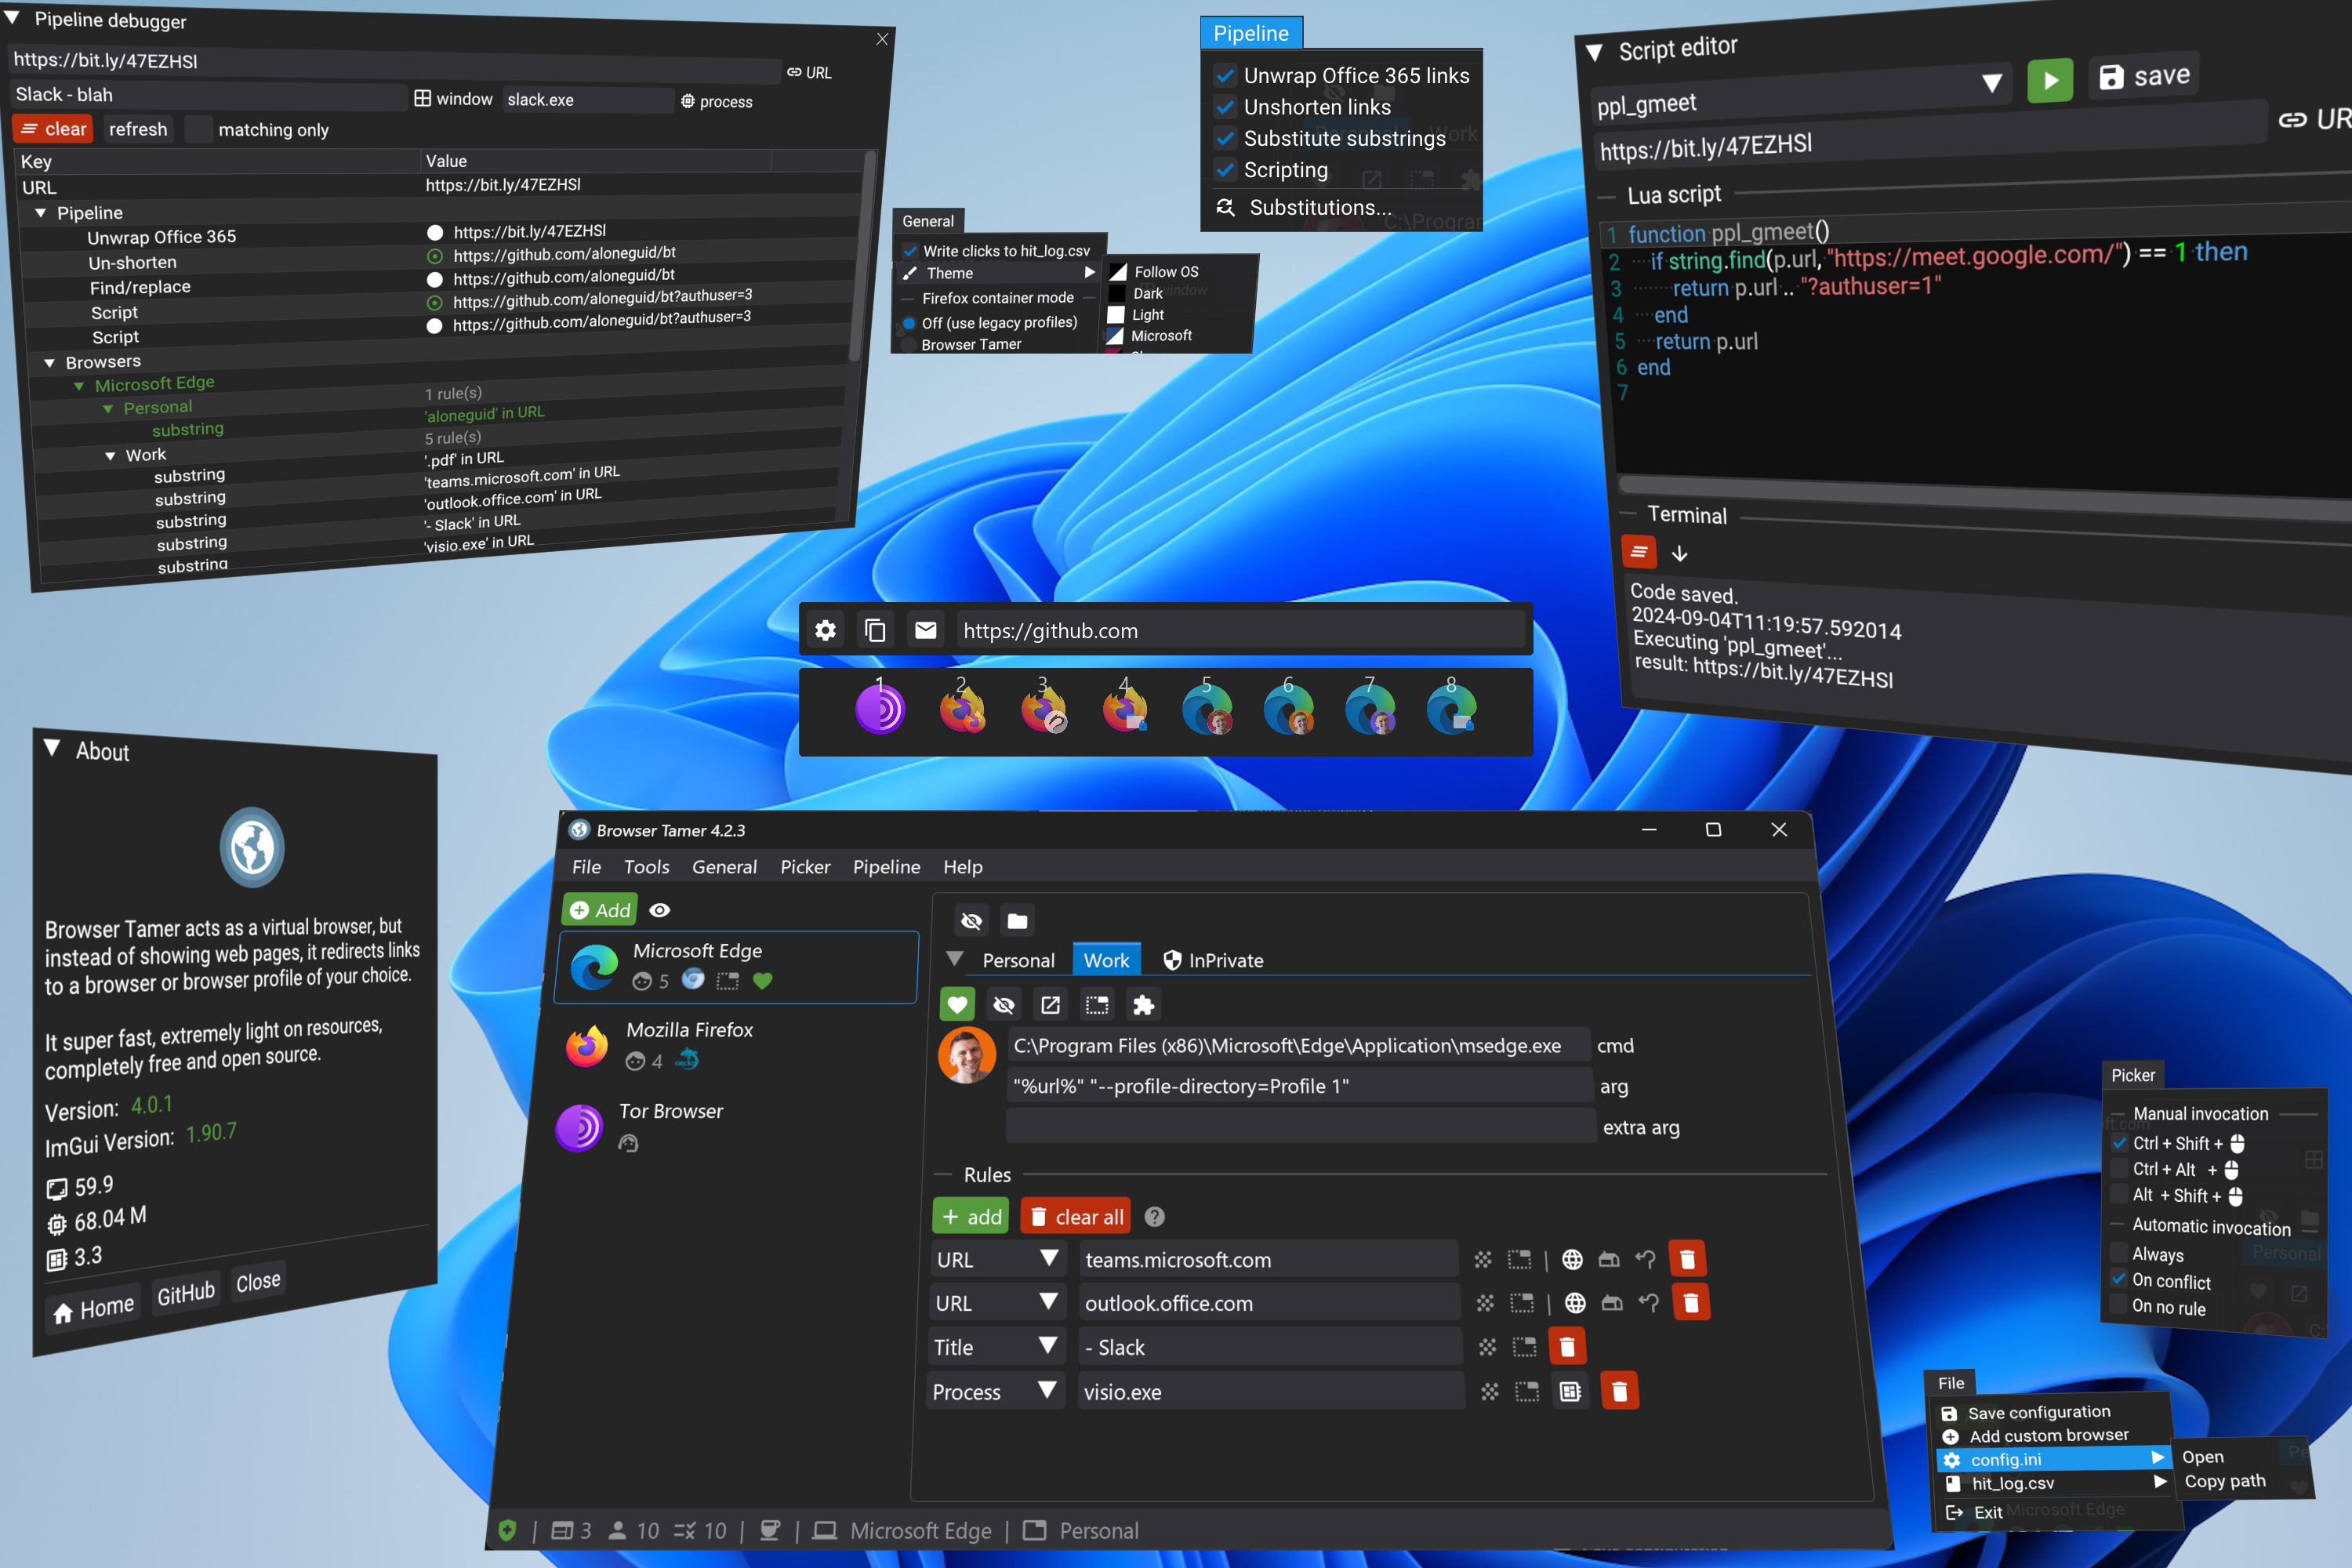 Pipeline debugger
https://bit.ly/47EZHSl
URL
Slack - blah
window
slack.exe
process
clear
refresh
matching only
Key
Value
URL
https://bit.ly/47EZHSl
Pipeline
Unwrap Office 365
https://bit.ly/47EZHSl
Un-shorten
https://github.com/aloneguid/bt
Find/replace
https://github.com/aloneguid/bt
Script
https://github.com/aloneguid/bt?authuser=3
Script
https://github.com/aloneguid/bt?authuser=3
Browsers
Microsoft Edge
Personal
1 rule(s)
substring
'aloneguid' in URL
Work
5 rule(s)
substring
'.pdf' in URL
substring
'teams.microsoft.com' in URL
substring
'outlook.office.com' in URL
substring
'- Slack' in URL
substring
'visio.exe' in URL
Pipeline
Unwrap Office 365 links
Unshorten links
Substitute substrings
Scripting
Substitutions...
General
Write clicks to hit_log.csv
Theme
Firefox container mode
Off (use legacy profiles)
Browser Tamer
Follow OS
Dark
Light
Microsoft
Script editor
ppl_gmeet
save
https://bit.ly/47EZHSl
UR
Lua script
1 function ppl_gmeet()
2 if string.find(p.url, "https://meet.google.com/") == 1 then
3 return p.url .. "?authuser=1"
4 end
5 return p.url
6 end
7
Terminal
Code saved.
2024-09-04T11:19:57.592014
Executing 'ppl_gmeet'...
result: https://bit.ly/47EZHSl
https://github.com
1 2 3 4 5 6 7 8
About
Browser Tamer acts as a virtual browser, but
instead of showing web pages, it redirects links
to a browser or browser profile of your choice.
It super fast, extremely light on resources,
completely free and open source.
Version: 4.0.1
ImGui Version: 1.90.7
59.9
68.04 M
3.3
Home
GitHub
Close
Browser Tamer 4.2.3
File Tools General Picker Pipeline Help
Add
Microsoft Edge
5
Mozilla Firefox
4
Tor Browser
Personal
Work
InPrivate
C:\Program Files (x86)\Microsoft\Edge\Application\msedge.exe
cmd
"%url%" "--profile-directory=Profile 1"
arg
extra arg
Rules
add
clear all
URL
teams.microsoft.com
URL
outlook.office.com
Title
- Slack
Process
visio.exe
3 10 10
Microsoft Edge
Personal
Picker
Manual invocation
Ctrl + Shift +
Ctrl + Alt +
Alt + Shift +
Automatic invocation
Always
On conflict
On no rule
File
Save configuration
Add custom browser
config.ini
hit_log.csv
Exit
Open
Copy path